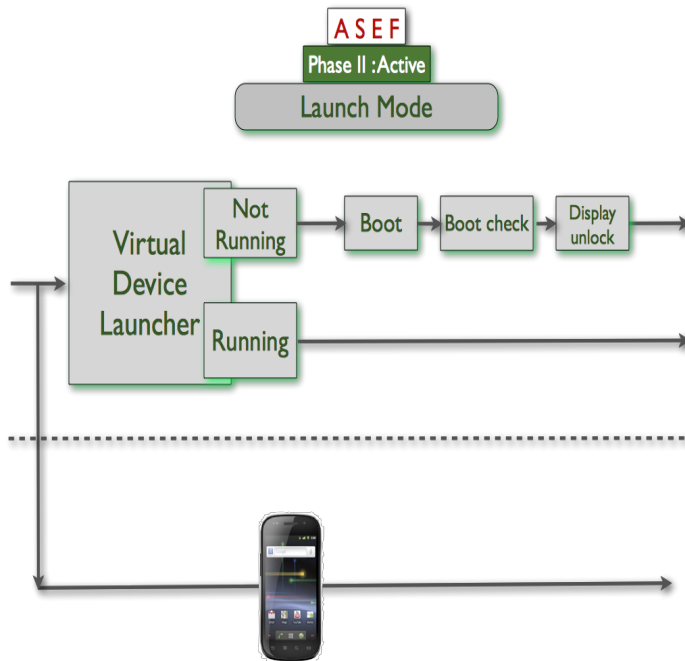 A S E F
Phase II : Active
Launch Mode
Virtual
Device
Launcher
Not
Running
Boot
Boot check
Display
unlock
Running